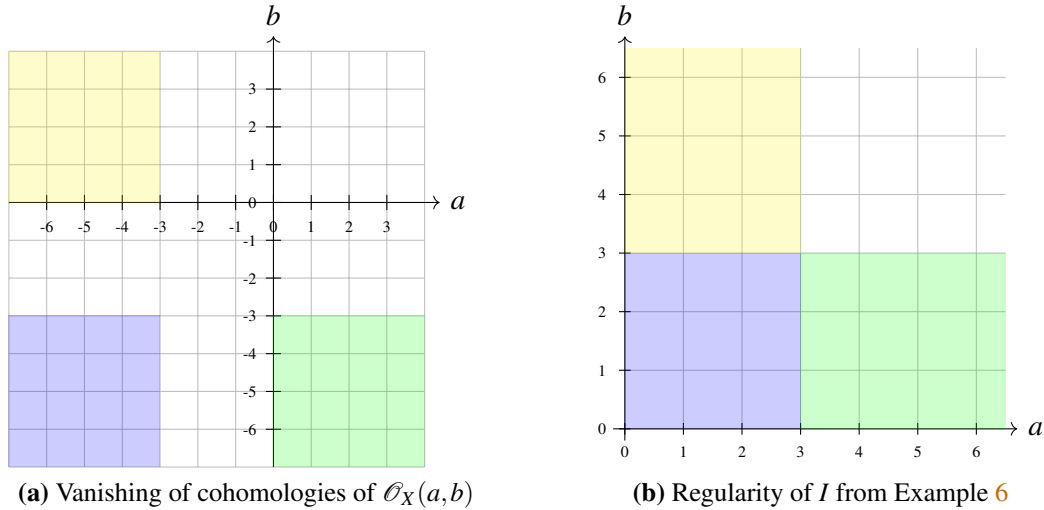 b
3
2
1
0
a
-6 -5 -4 -3 -2 -1 0 1 2 3
-1
-2
-3
-4
-5
-6
(a) Vanishing of cohomologies of 𝒪_X(a,b)
b
6
5
4
3
2
1
0
a
0 1 2 3 4 5 6
(b) Regularity of I from Example 6